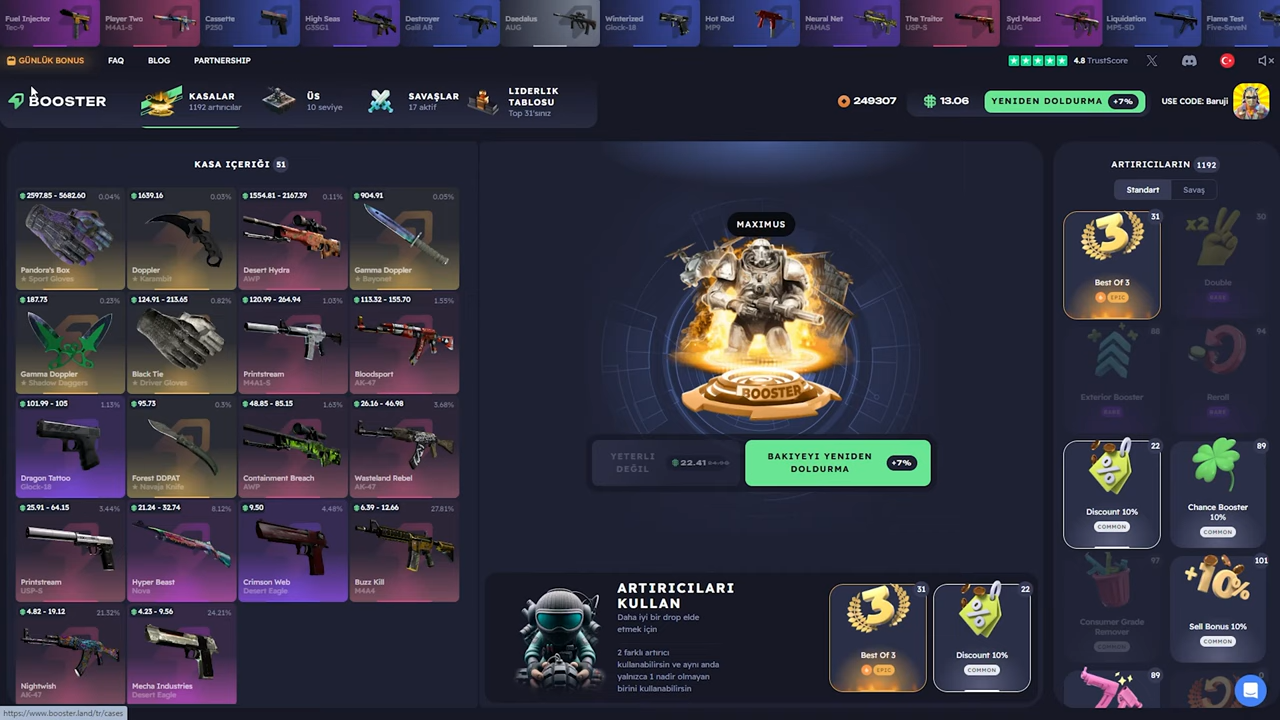 Fuel Injector
Tec-9
Player Two
M4A1-S
Cassette
P250
High Seas
G3SG1
Destroyer
Galil AR
Daedalus
AUG
Winterized
Glock-18
Hot Rod
MP9
Neural Net
FAMAS
The Traitor
USP-S
Syd Mead
AUG
Liquidation
MP5-SD
Flame Test
Five-SeveN
GÜNLÜK BONUS
FAQ
BLOG
PARTNERSHIP
4.8 TrustScore
BOOSTER
KASALAR
1192 artırıcılar
ÜS
10 seviye
SAVAŞLAR
17 aktif
LIDERLIK
TABLOSU
Top 31'sınız
249307
13.06
YENIDEN DOLDURMA +7%
USE CODE: Baruji
KASA IÇERIĞI 51
2597.85 - 5682.60 0.04%
Pandora's Box
★ Sport Gloves
1639.16 0.03%
Doppler
★ Karambit
1554.81 - 2167.39 0.11%
Desert Hydra
AWP
904.91 0.05%
Gamma Doppler
★ Bayonet
187.73 0.23%
Gamma Doppler
★ Shadow Daggers
124.91 - 213.65 0.82%
Black Tie
★ Driver Gloves
120.99 - 264.94 1.03%
Printstream
M4A1-S
113.32 - 155.70 1.55%
Bloodsport
AK-47
101.99 - 105 1.13%
Dragon Tattoo
Glock-18
95.73 0.3%
Forest DDPAT
★ Navaja Knife
48.85 - 85.15 1.63%
Containment Breach
AWP
26.16 - 46.98 3.68%
Wasteland Rebel
AK-47
25.91 - 64.15 3.44%
Printstream
USP-S
21.24 - 32.74 8.12%
Hyper Beast
Nova
9.50 4.48%
Crimson Web
Desert Eagle
6.39 - 12.66 27.81%
Buzz Kill
M4A4
4.82 - 19.12 21.32%
Nightwish
AK-47
4.23 - 9.56 24.21%
Mecha Industries
Desert Eagle
MAXIMUS
BOOSTER
YETERLI
DEĞIL
22.41 24.90
BAKIYEYI YENIDEN
DOLDURMA
+7%
ARTIRICILARI
KULLAN
Daha iyi bir drop elde
etmek için
2 farklı artırıcı
kullanabilirsin ve aynı anda
yalnızca 1 nadir olmayan
birini kullanabilirsin
31
Best Of 3
EPIC
22
Discount 10%
COMMON
ARTIRICILARIN 1192
Standart
Savaş
31
Best Of 3
EPIC
30
Double
RARE
88
Exterior Booster
RARE
94
Reroll
RARE
22
Discount 10%
COMMON
89
Chance Booster
10%
COMMON
97
Consumer Grade
Remover
COMMON
101
+10%
Sell Bonus 10%
COMMON
89
https://www.booster.land/tr/cases